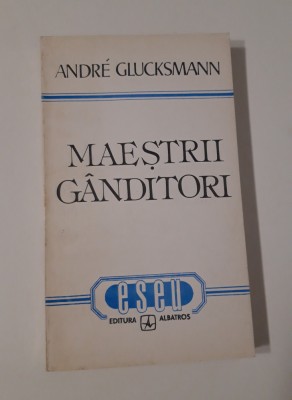 ANDRÉ GLUCKSMANN
MAEȘTRII
GÂNDITORI
eseu
EDITURA ALBATROS